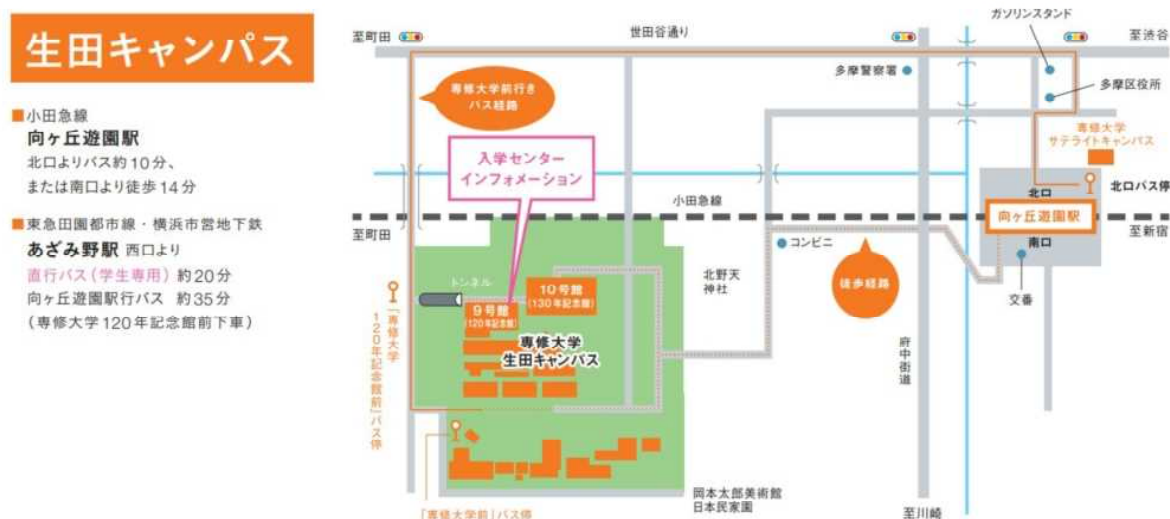 生田キャンパス
■小田急線
向ヶ丘遊園駅
北口よりバス約10分、
または南口より徒歩14分
■東急田園都市線・横浜市営地下鉄
あざみ野駅 西口より
直行バス（学生専用）約20分
向ヶ丘遊園駅行バス 約35分
（専修大学120年記念館前下車）
至町田
世田谷通り
ガソリンスタンド
至渋谷
多摩警察署
多摩区役所
専修大学前行き
バス経路
専修大学
サテライトキャンパス
入学センター
インフォメーション
北口
北口バス停
小田急線
向ヶ丘遊園駅
至町田
至新宿
南口
コンビニ
交番
北野天
神社
徒歩経路
トンネル
10号館
(130年記念館)
9号館
(120年記念館)
専修大学
生田キャンパス
「専修大学
120年記念館前」バス停
府中街道
岡本太郎美術館
日本民家園
至川崎
「専修大学前」バス停